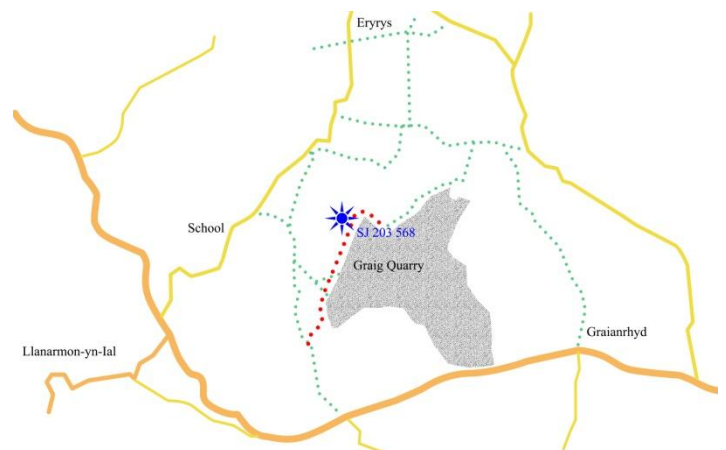 Eryrys
School
SJ 203 568
Graig Quarry
Graianrhyd
Llanarmon-yn-Ial